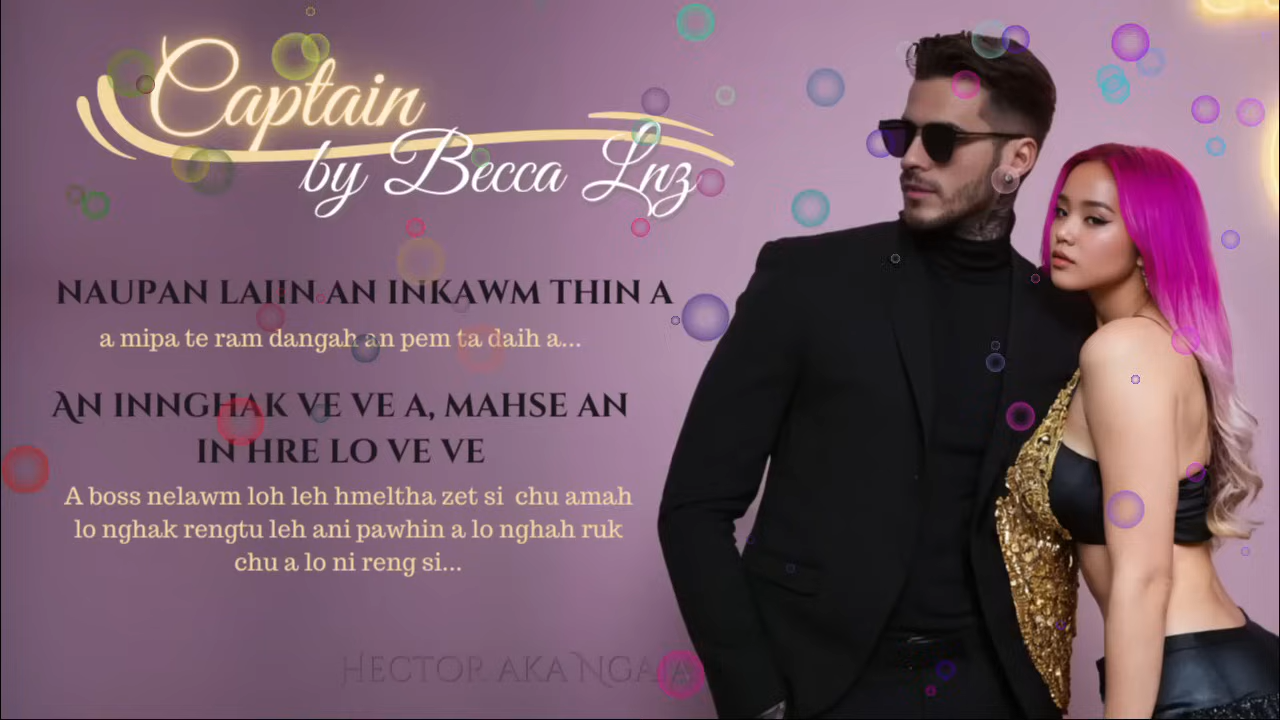 Captain
by Becca Lnz
NAUPAN LAIIN AN INKAWM THIN A
a mipa te ram dangah an pem ta daih a...
AN INNGHAK VE VE A, MAHSE AN
IN HRE LO VE VE
A boss nelawm loh leh hmeltha zet si chu amah
lo nghak rengtu leh ani pawhin a lo nghah ruk
chu a lo ni reng si...
HECTOR AKA